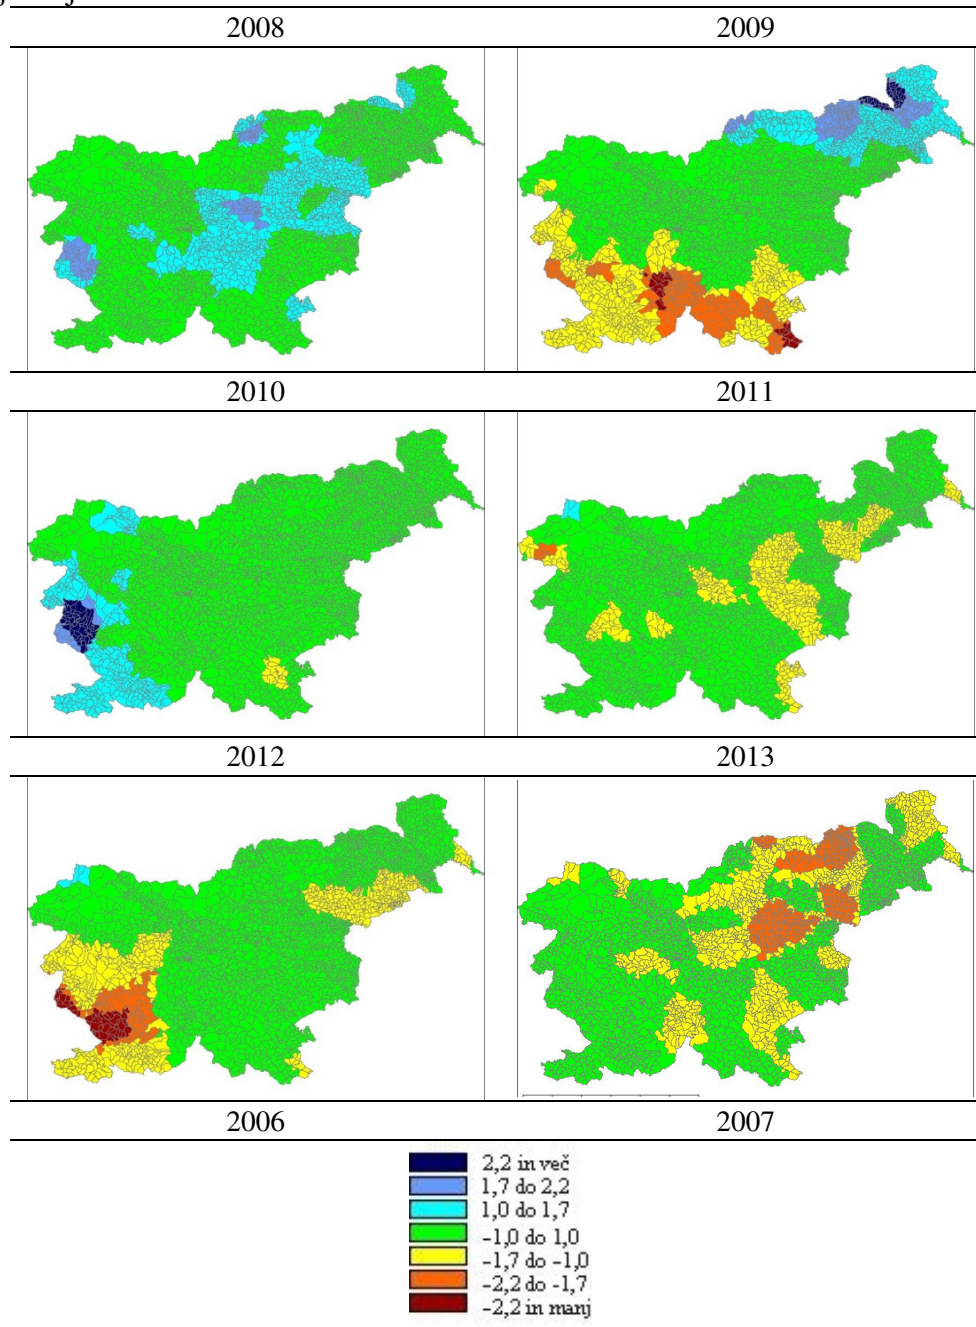 2008 2009
2010 2011
2012 2013
2006 2007
2,2 in več
1,7 do 2,2
1,0 do 1,7
-1,0 do 1,0
-1,7 do -1,0
-2,2 do -1,7
-2,2 in manj